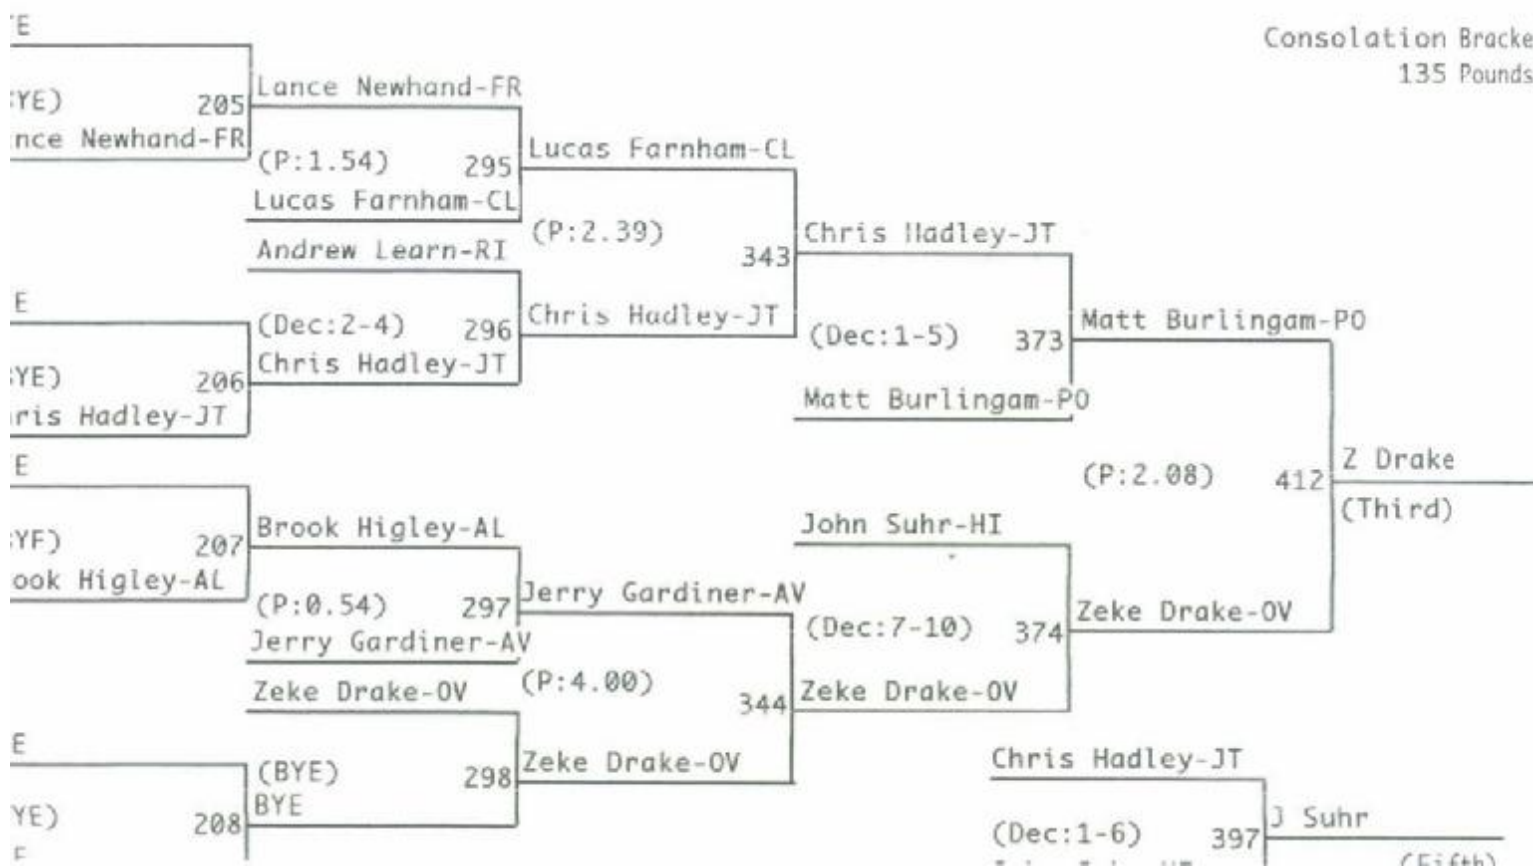 E
Consolation Bracke
135 Pounds
YE)
205
Lance Newhand-FR
nce Newhand-FR
(P:1.54)
295
Lucas Farnham-CL
Lucas Farnham-CL
(P:2.39)
343
Chris Hadley-JT
Andrew Learn-RI
E
(Dec:2-4)
296
Chris Hadley-JT
(Dec:1-5)
373
Matt Burlingam-PO
YE)
206
Chris Hadley-JT
ris Hadley-JT
Matt Burlingam-PO
E
(P:2.08)
412
Z Drake
(Third)
YF)
207
Brook Higley-AL
John Suhr-HI
ook Higley-AL
(P:0.54)
297
Jerry Gardiner-AV
(Dec:7-10)
374
Zeke Drake-OV
Jerry Gardiner-AV
Zeke Drake-OV
(P:4.00)
344
Zeke Drake-OV
E
(BYE)
298
Zeke Drake-OV
Chris Hadley-JT
YE)
208
BYE
(Dec:1-6)
397
J Suhr
(Fifth)